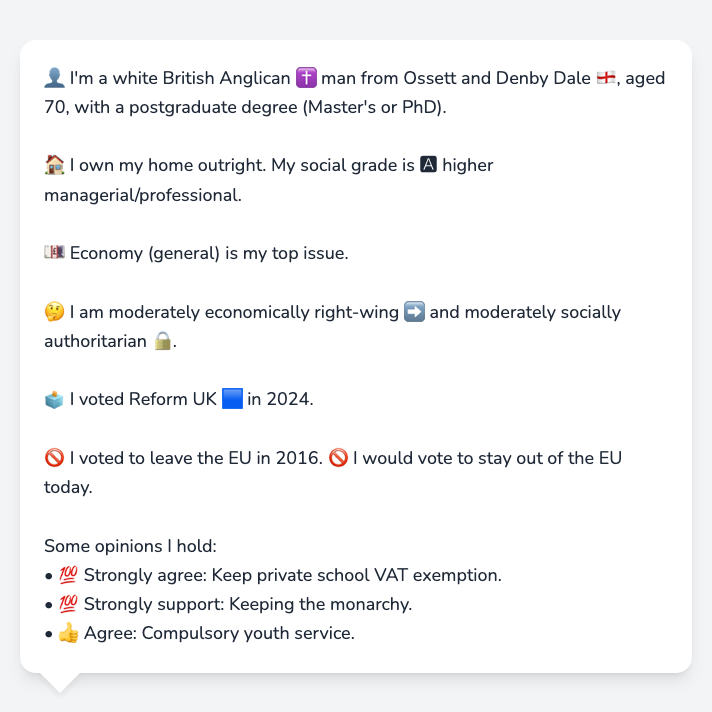 👤 I'm a white British Anglican ✝️ man from Ossett and Denby Dale 🏴󠁧󠁢󠁥󠁮󠁧󠁿, aged
70, with a postgraduate degree (Master's or PhD).
🏠 I own my home outright. My social grade is 🅰 higher
managerial/professional.
💷 Economy (general) is my top issue.
🤔 I am moderately economically right-wing ➡️ and moderately socially
authoritarian 🔒.
🗳️ I voted Reform UK 🟦 in 2024.
🚫 I voted to leave the EU in 2016. 🚫 I would vote to stay out of the EU
today.
Some opinions I hold:
• 💯 Strongly agree: Keep private school VAT exemption.
• 💯 Strongly support: Keeping the monarchy.
• 👍 Agree: Compulsory youth service.